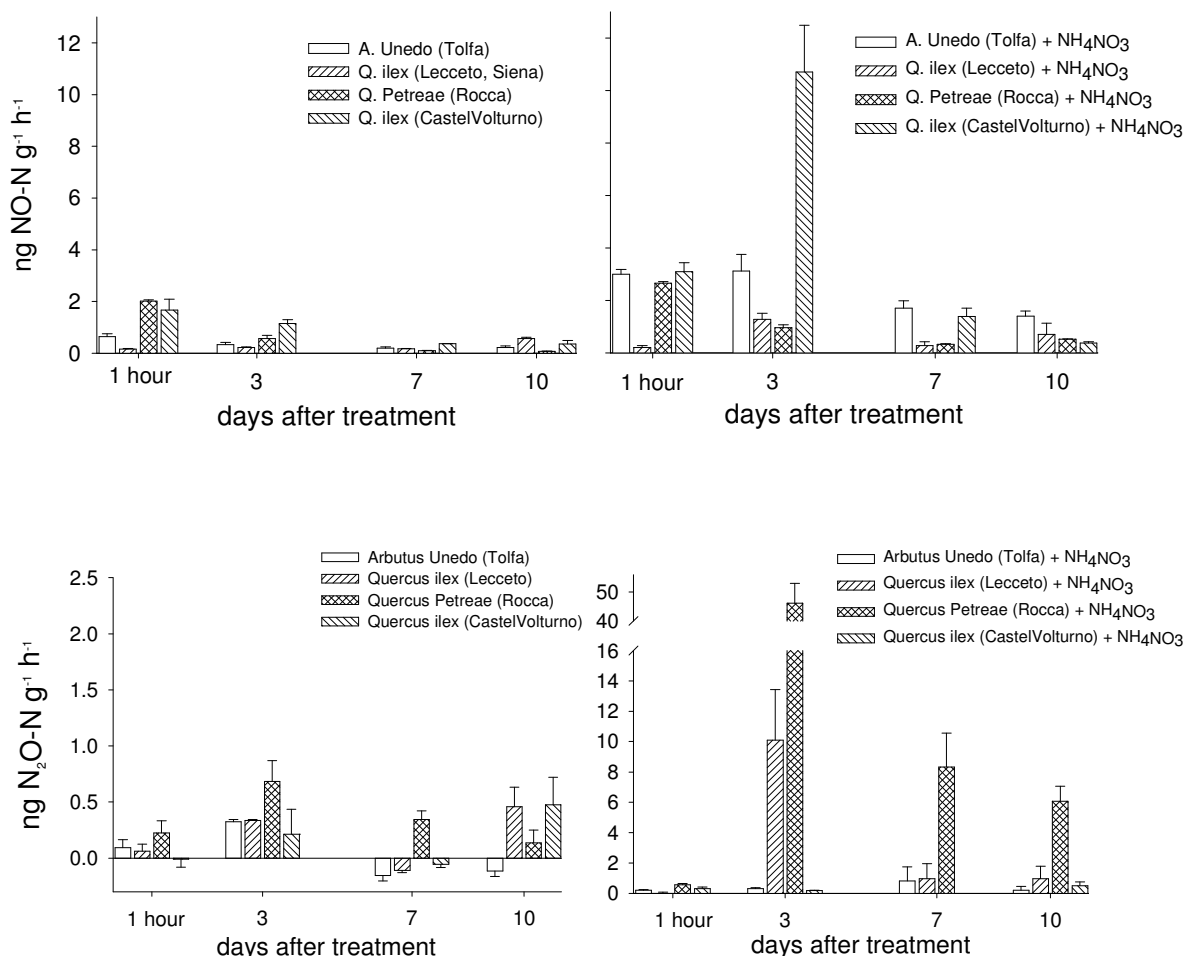 ng NO-N g⁻¹ h⁻¹
12
10
8
6
4
2
0
A. Unedo (Tolfa)
Q. ilex (Lecceto, Siena)
Q. Petreae (Rocca)
Q. ilex (CastelVolturno)
1 hour 3 7 10
days after treatment
A. Unedo (Tolfa) + NH₄NO₃
Q. ilex (Lecceto) + NH₄NO₃
Q. Petreae (Rocca) + NH₄NO₃
Q. ilex (CastelVolturno) + NH₄NO₃
1 hour 3 7 10
days after treatment
ng N₂O-N g⁻¹ h⁻¹
2.5
2.0
1.5
1.0
0.5
0.0
Arbutus Unedo (Tolfa)
Quercus ilex (Lecceto)
Quercus Petreae (Rocca)
Quercus ilex (CastelVolturno)
1 hour 3 7 10
days after treatment
50
40
16
14
12
10
8
6
4
2
0
Arbutus Unedo (Tolfa) + NH₄NO₃
Quercus ilex (Lecceto) + NH₄NO₃
Quercus Petreae (Rocca) + NH₄NO₃
Quercus ilex (CastelVolturno) + NH₄NO₃
1 hour 3 7 10
days after treatment